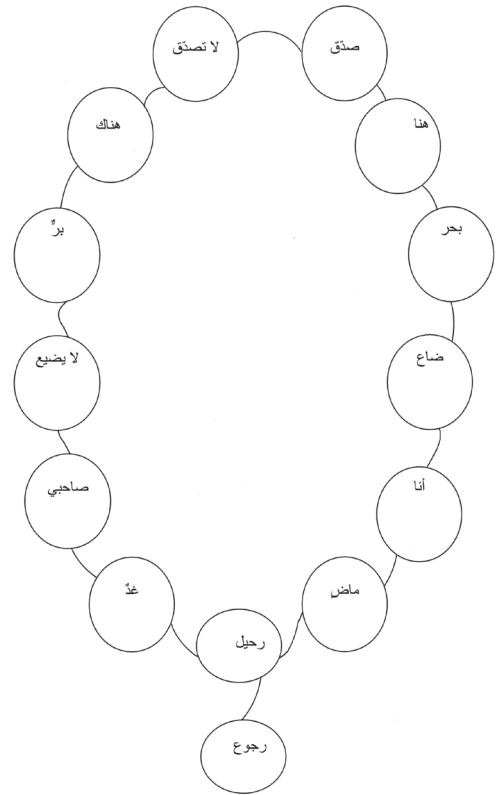 صدّق
لا تصدّق
هنا
هناك
بحر
برٌّ
ضاع
لا يضيع
أنا
صاحبي
ماضٍ
غدٌ
رحيل
رجوع